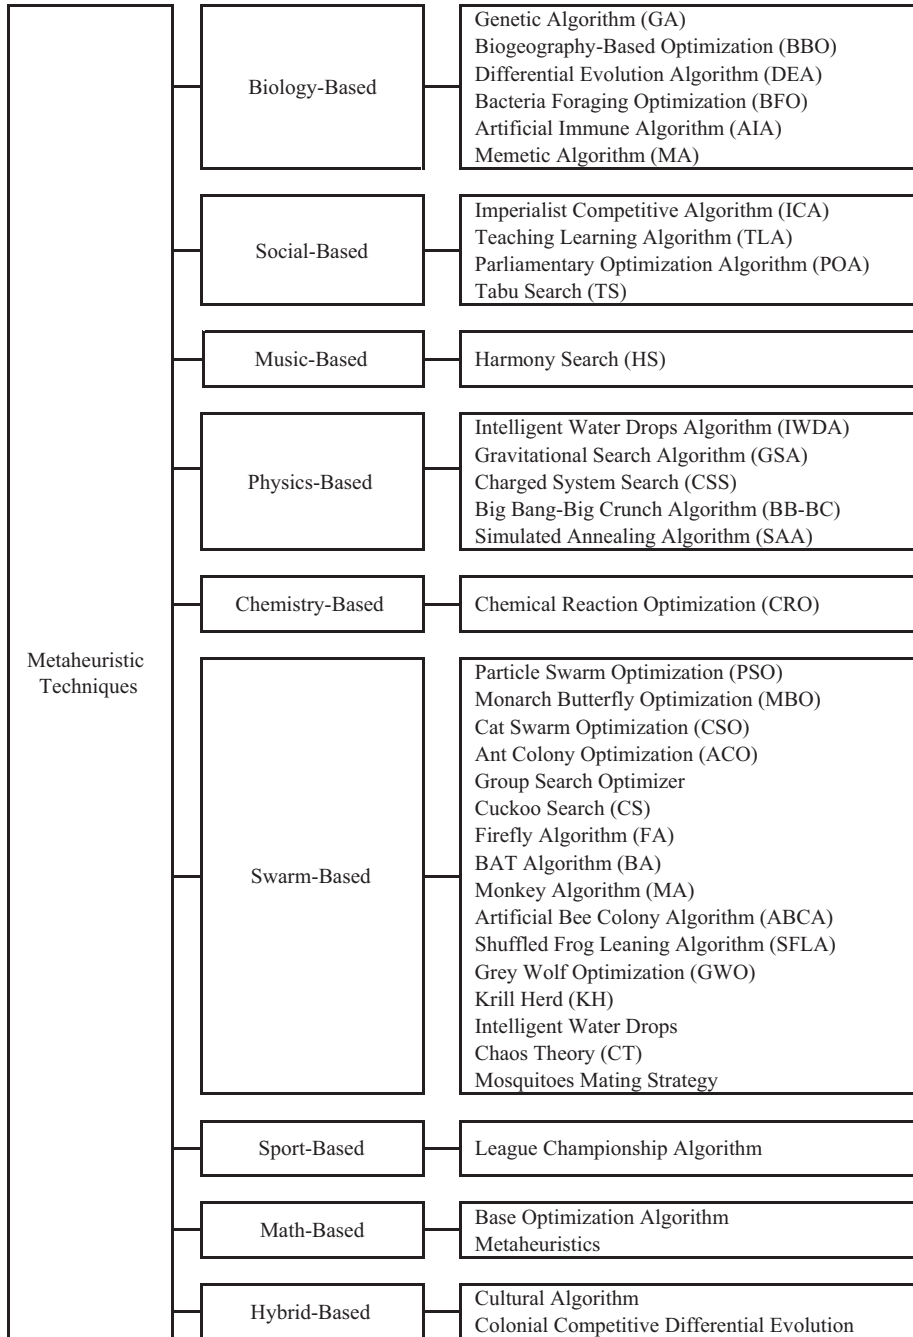 Metaheuristic
Techniques
Biology-Based
Genetic Algorithm (GA)
Biogeography-Based Optimization (BBO)
Differential Evolution Algorithm (DEA)
Bacteria Foraging Optimization (BFO)
Artificial Immune Algorithm (AIA)
Memetic Algorithm (MA)
Social-Based
Imperialist Competitive Algorithm (ICA)
Teaching Learning Algorithm (TLA)
Parliamentary Optimization Algorithm (POA)
Tabu Search (TS)
Music-Based
Harmony Search (HS)
Physics-Based
Intelligent Water Drops Algorithm (IWDA)
Gravitational Search Algorithm (GSA)
Charged System Search (CSS)
Big Bang-Big Crunch Algorithm (BB-BC)
Simulated Annealing Algorithm (SAA)
Chemistry-Based
Chemical Reaction Optimization (CRO)
Swarm-Based
Particle Swarm Optimization (PSO)
Monarch Butterfly Optimization (MBO)
Cat Swarm Optimization (CSO)
Ant Colony Optimization (ACO)
Group Search Optimizer
Cuckoo Search (CS)
Firefly Algorithm (FA)
BAT Algorithm (BA)
Monkey Algorithm (MA)
Artificial Bee Colony Algorithm (ABCA)
Shuffled Frog Leaning Algorithm (SFLA)
Grey Wolf Optimization (GWO)
Krill Herd (KH)
Intelligent Water Drops
Chaos Theory (CT)
Mosquitoes Mating Strategy
Sport-Based
League Championship Algorithm
Math-Based
Base Optimization Algorithm
Metaheuristics
Hybrid-Based
Cultural Algorithm
Colonial Competitive Differential Evolution